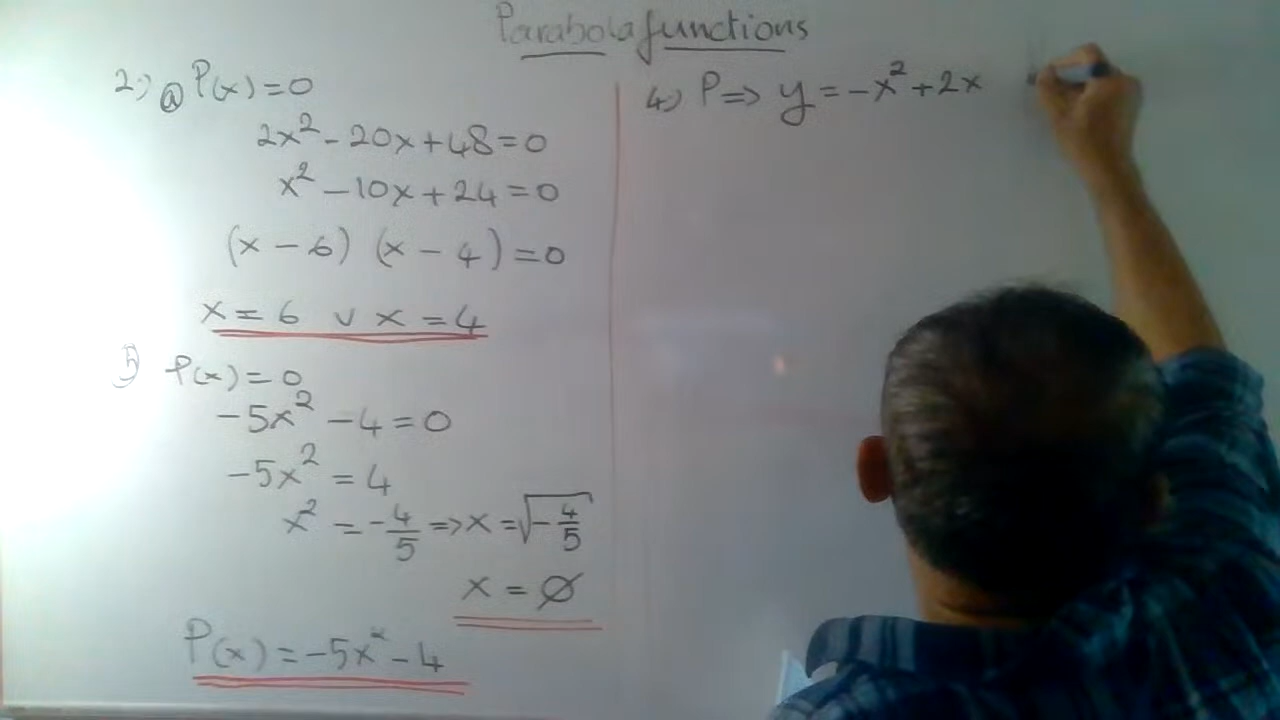 Parabola functions
2) ⓐ P(x)=0
2x²-20x+48=0
x²-10x+24=0
(x-6)(x-4)=0
x=6 ∨ x=4
b) P(x)=0
-5x²-4=0
-5x²=4
x²=-4/5 => x=√-4/5
x=∅
P(x)=-5x²-4
4) P => y=-x²+2x